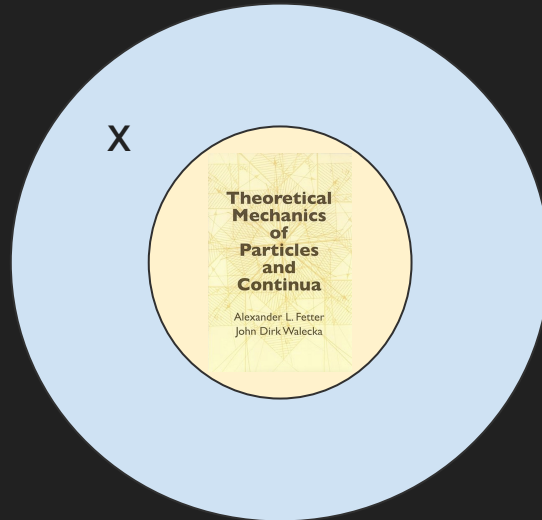 X
Theoretical
Mechanics
of
Particles
and
Continua
Alexander L. Fetter
John Dirk Walecka